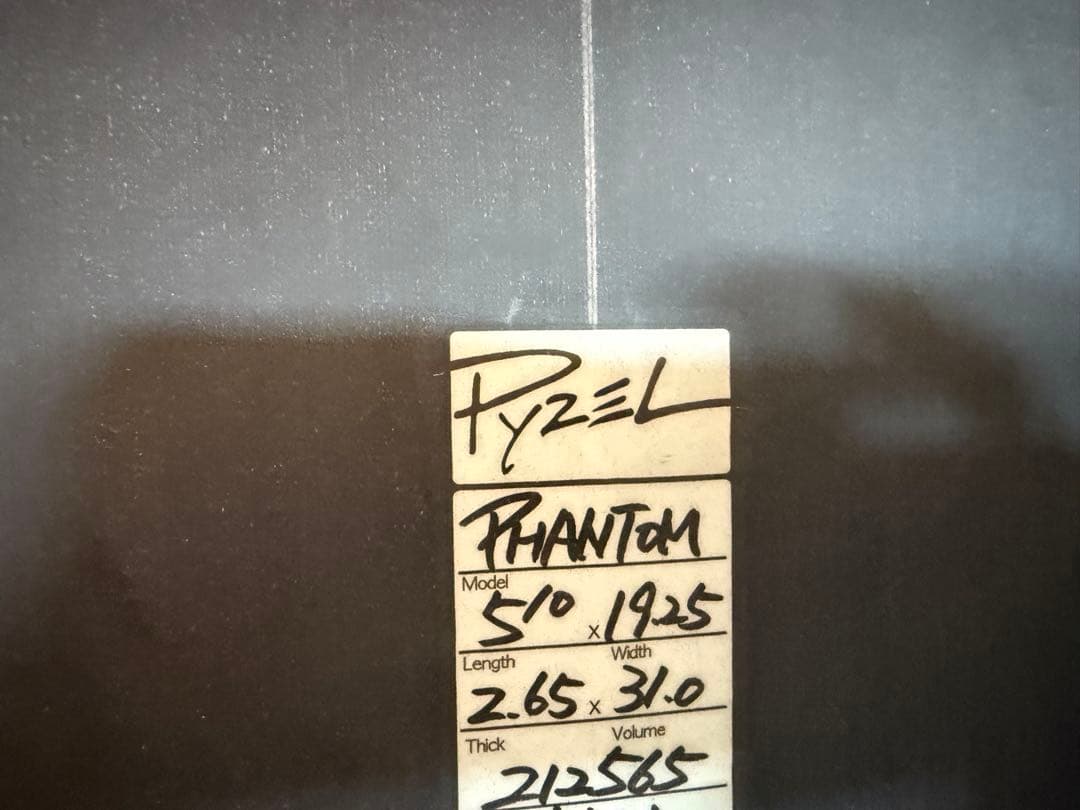 PYZEL
PHANTOM
Model
5'10 x 19.25
Length Width
2.65 x 31.0
Thick Volume
212565